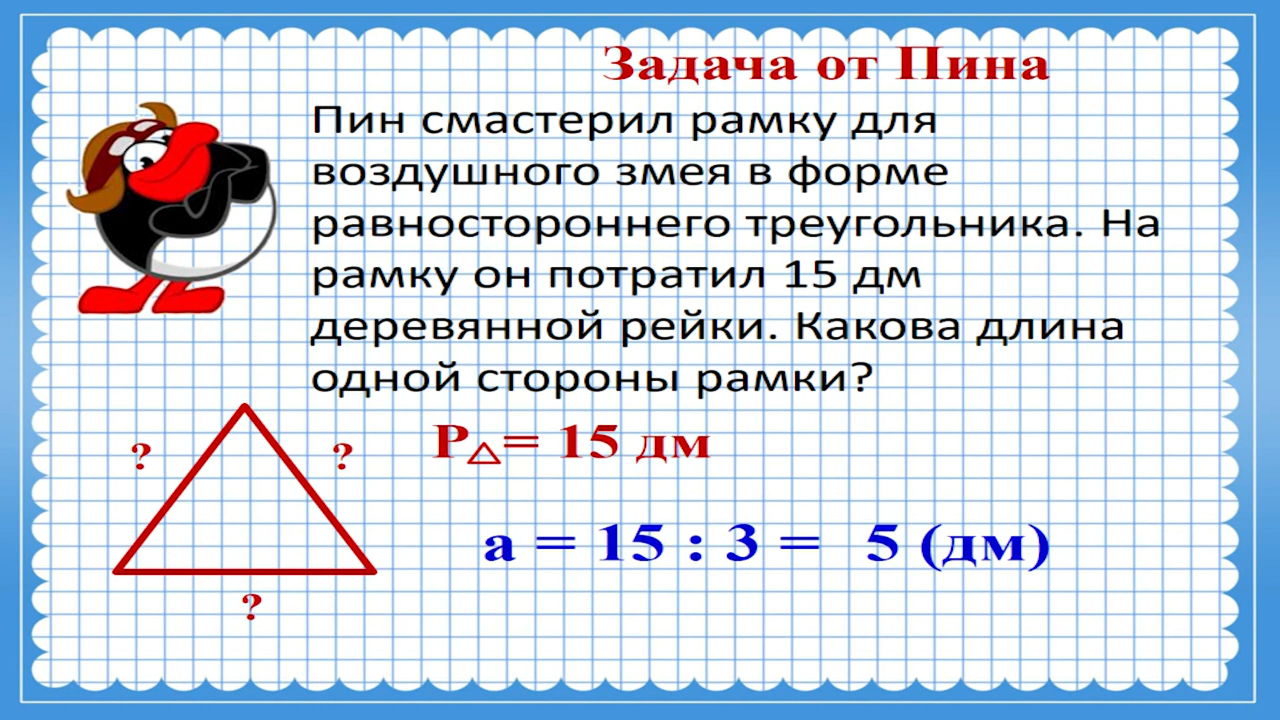 Задача от Пина
Пин смастерил рамку для
воздушного змея в форме
равностороннего треугольника. На
рамку он потратил 15 дм
деревянной рейки. Какова длина
одной стороны рамки?
? ? P△= 15 дм
а = 15 : 3 = 5 (дм)
?